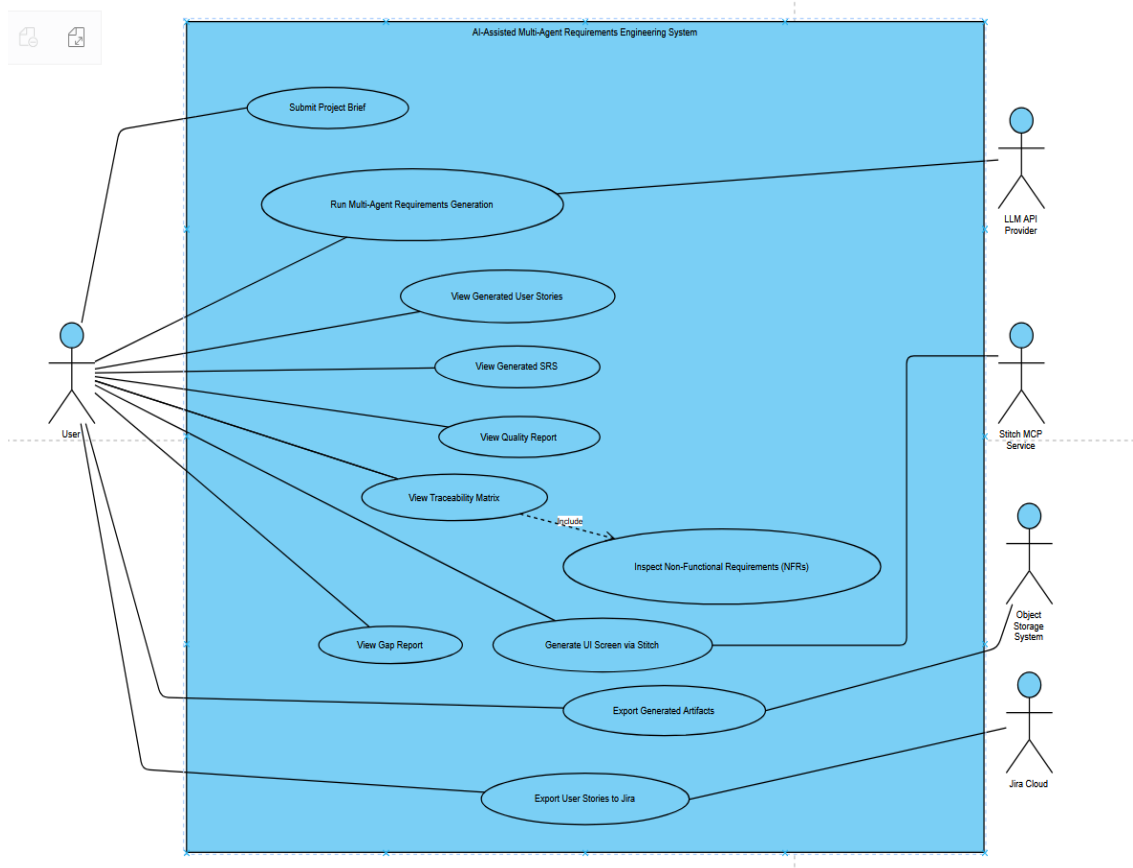 AI-Assisted Multi-Agent Requirements Engineering System
Submit Project Brief
Run Multi-Agent Requirements Generation
LLM API
Provider
View Generated User Stories
View Generated SRS
User
View Quality Report
Stitch MCP
Service
View Traceability Matrix
Include
Inspect Non-Functional Requirements (NFRs)
Object
Storage
System
View Gap Report
Generate UI Screen via Stitch
Export Generated Artifacts
Jira Cloud
Export User Stories to Jira